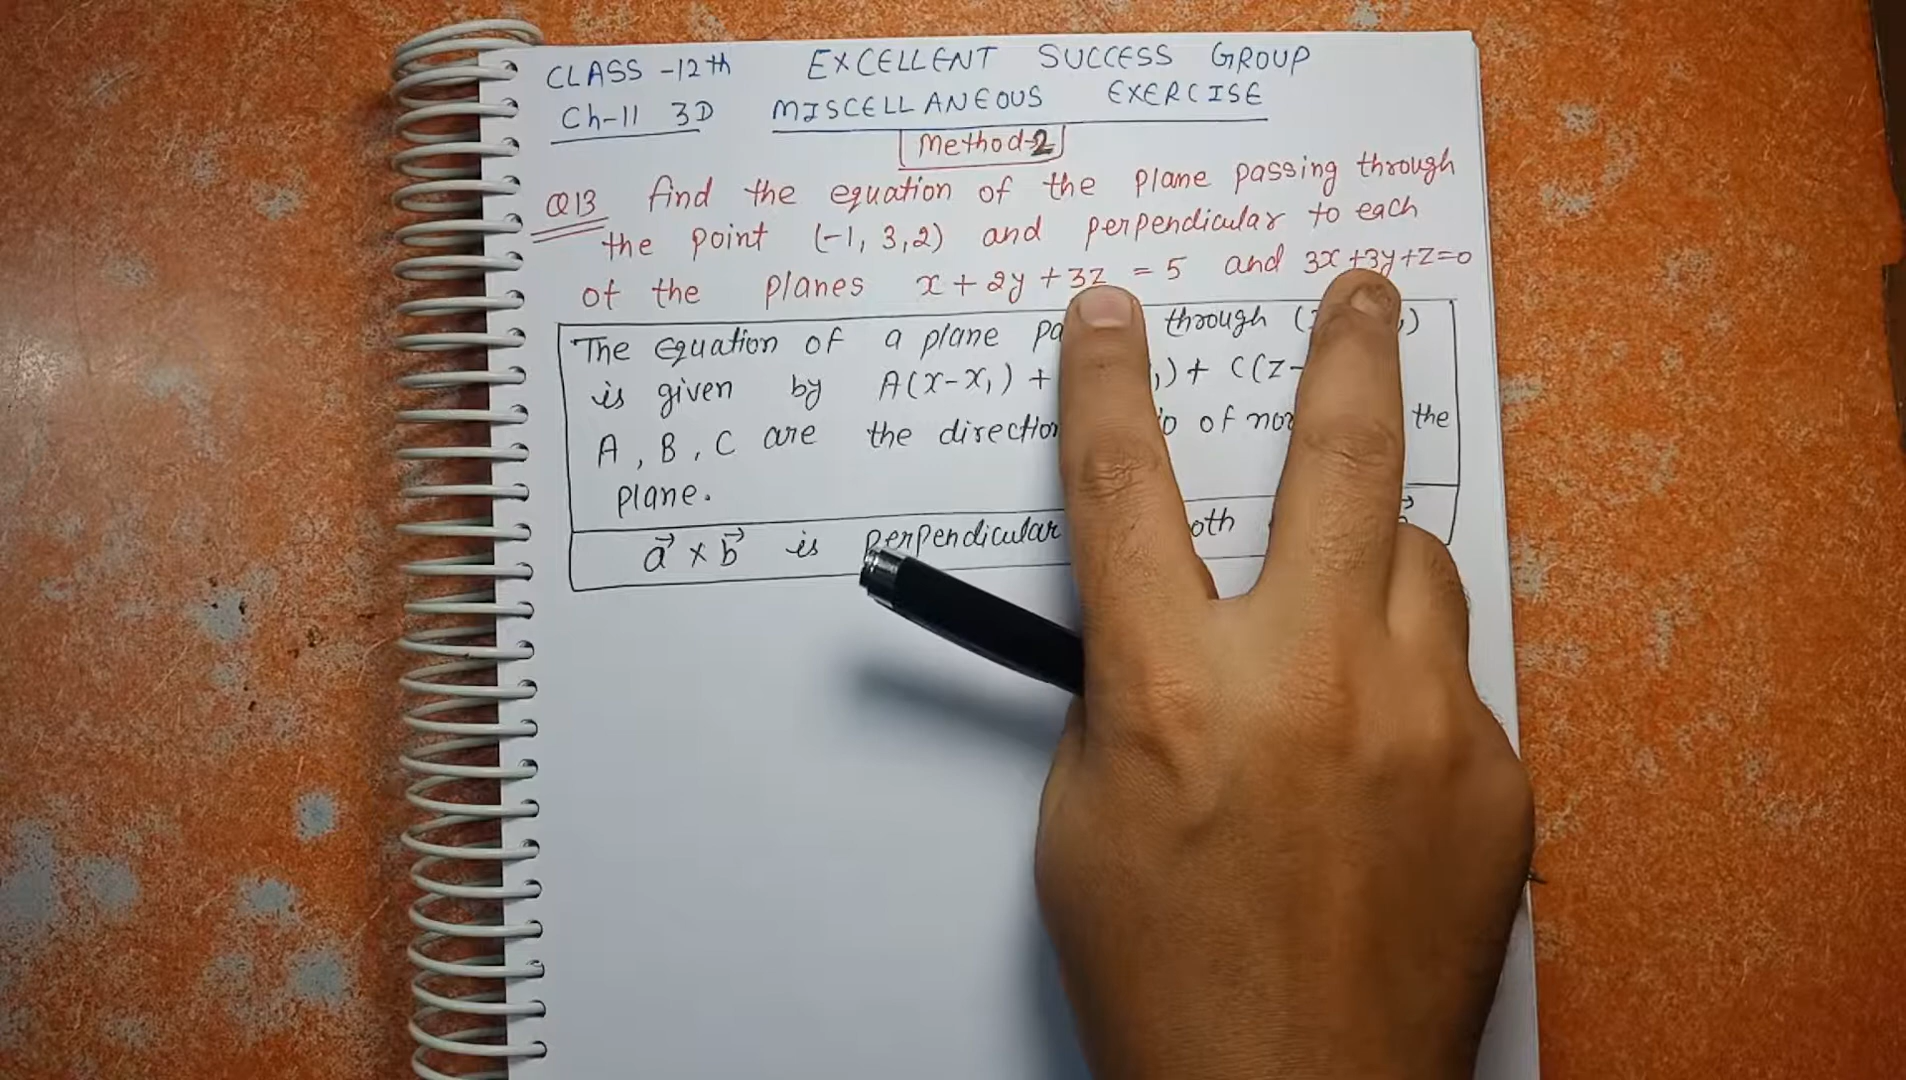 CLASS -12th EXCELLENT SUCCESS GROUP
Ch-11 3D MISCELLANEOUS EXERCISE
Method-2
Q13 find the equation of the plane passing through
the point (-1, 3, 2) and perpendicular to each
of the planes x + 2y + 3z = 5 and 3x+3y+z=0
The equation of a plane pa through (
is given by A(x-x₁) + ₁) + C(z-
A, B, C are the direction of no the
plane.
a⃗ × b⃗ is perpendicular oth